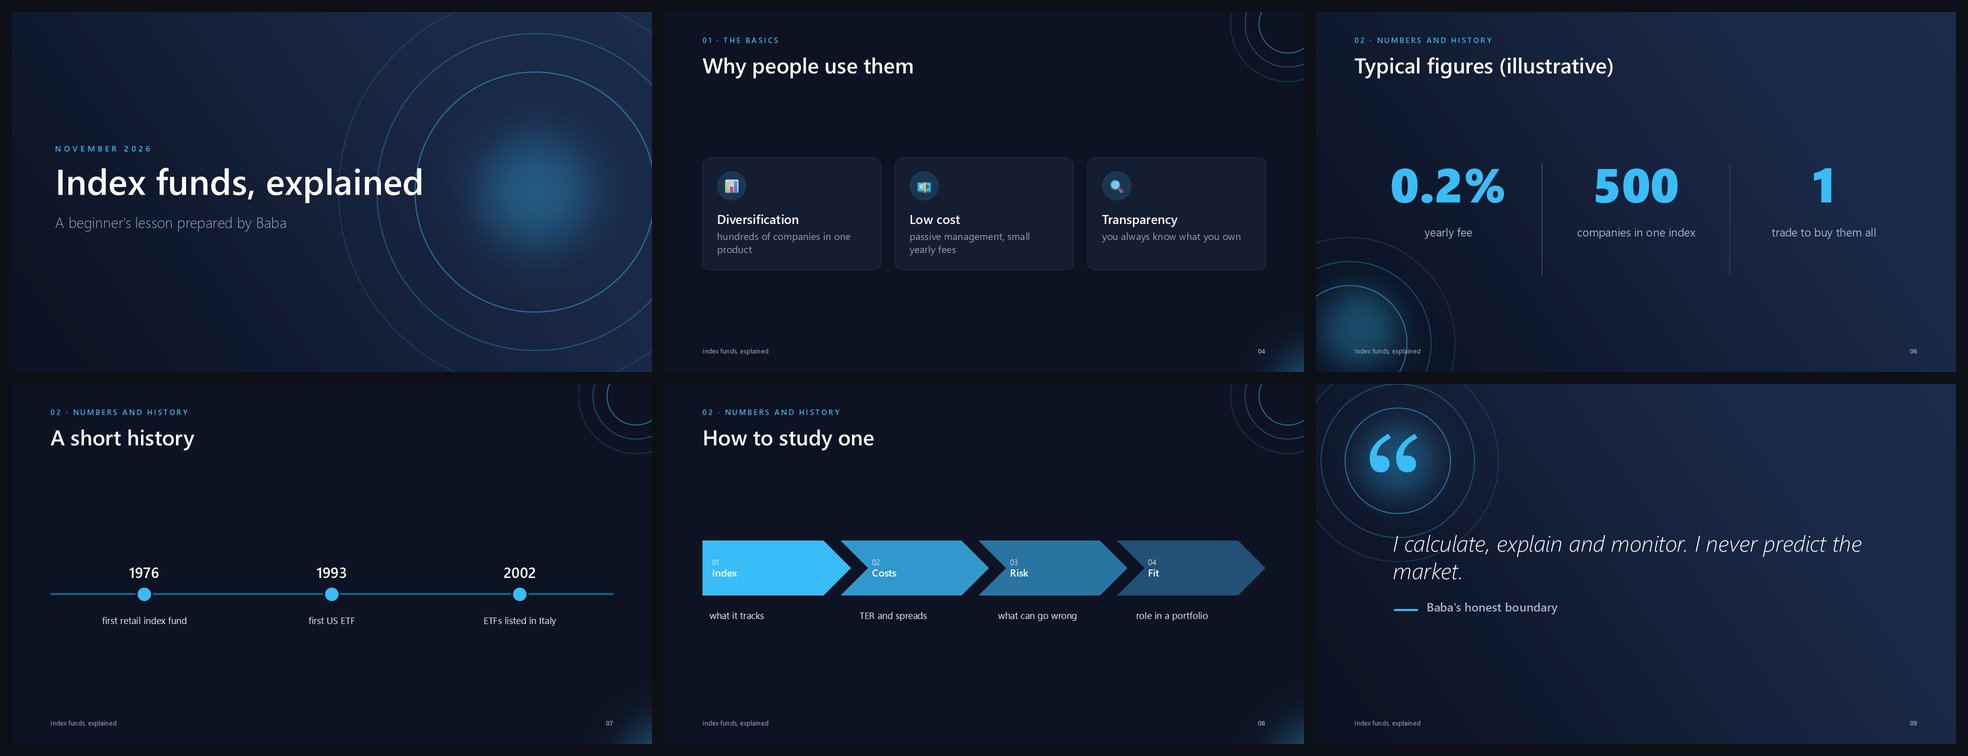 NOVEMBER 2026
Index funds, explained
A beginner's lesson prepared by Baba
01 · THE BASICS
Why people use them
Diversification
hundreds of companies in one
product
Low cost
passive management, small
yearly fees
Transparency
you always know what you own
Index funds, explained
04
02 · NUMBERS AND HISTORY
Typical figures (illustrative)
0.2%
yearly fee
500
companies in one index
1
trade to buy them all
Index funds, explained
06
02 · NUMBERS AND HISTORY
A short history
1976
first retail index fund
1993
first US ETF
2002
ETFs listed in Italy
Index funds, explained
07
02 · NUMBERS AND HISTORY
How to study one
01
Index
what it tracks
02
Costs
TER and spreads
03
Risk
what can go wrong
04
Fit
role in a portfolio
Index funds, explained
08
“
I calculate, explain and monitor. I never predict the
market.
Baba's honest boundary
Index funds, explained
09